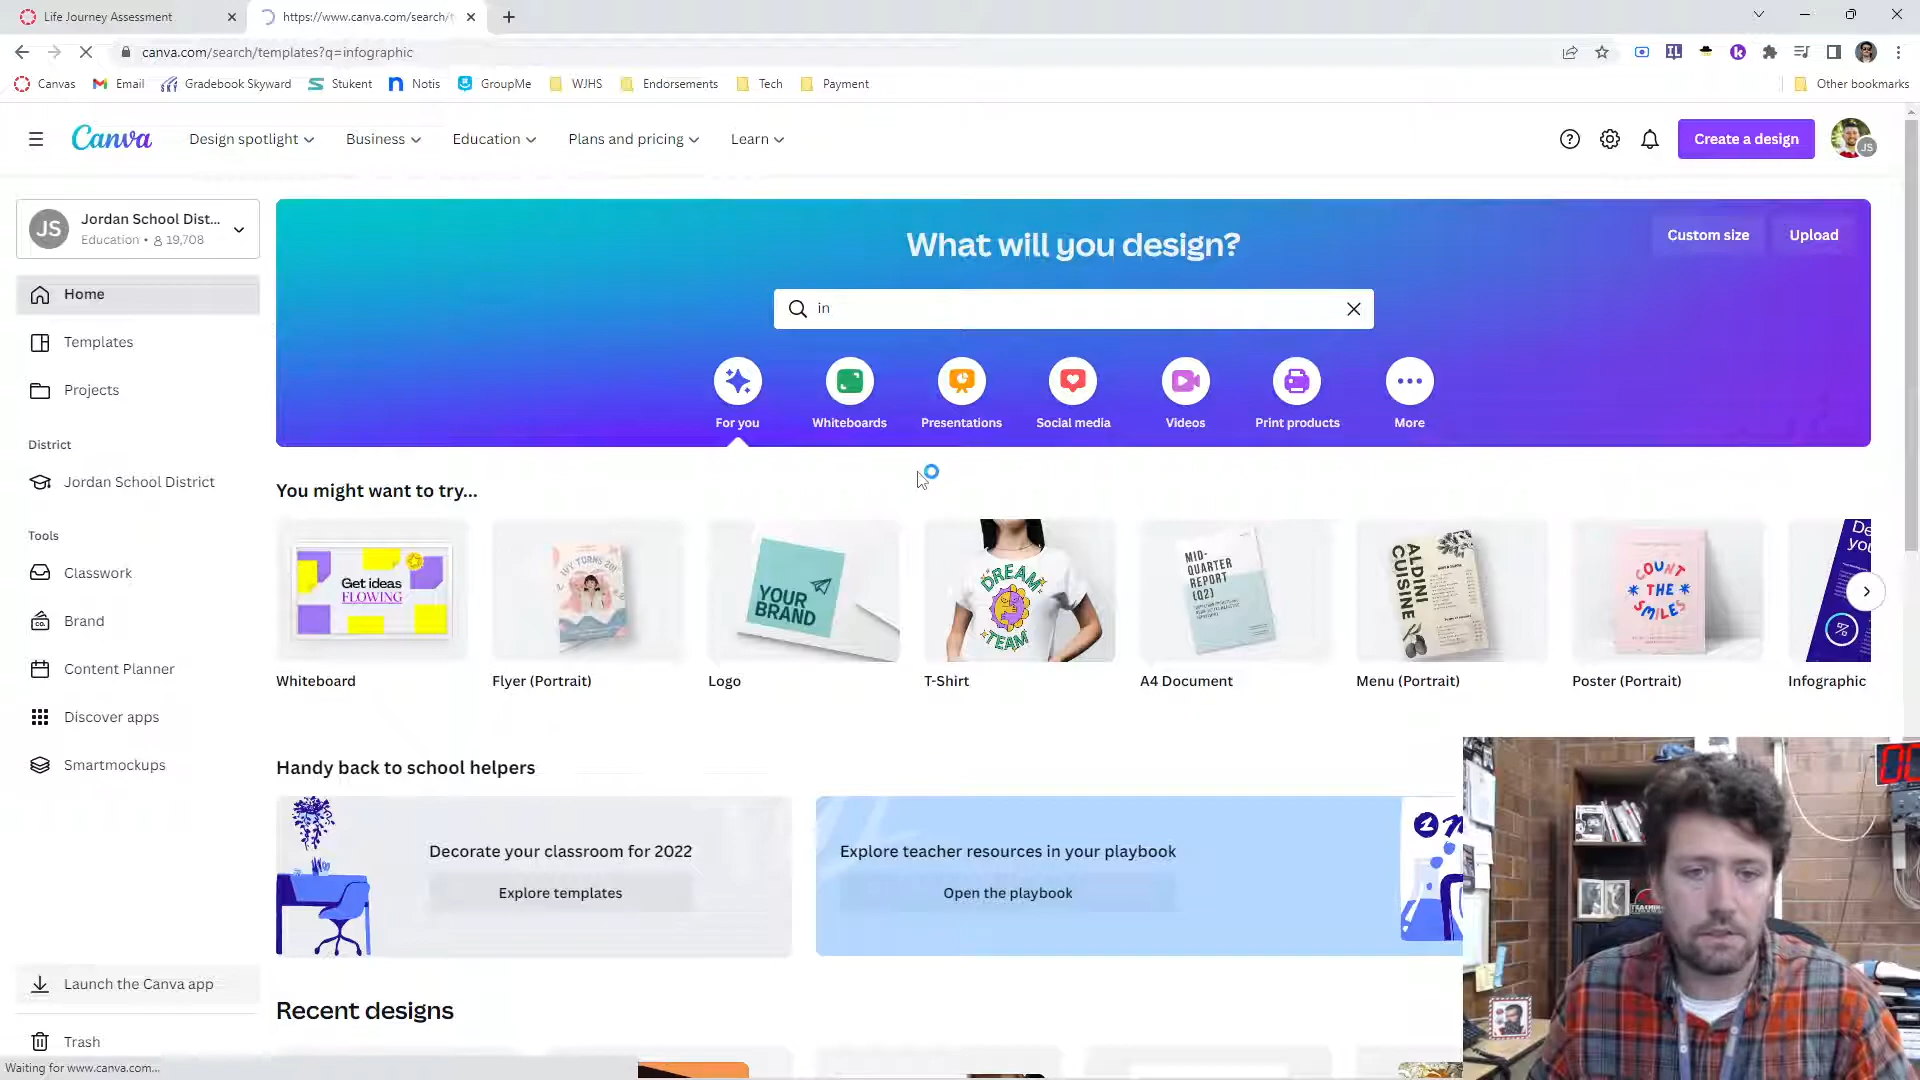 Life Journey Assessment
https://www.canva.com/search/t
canva.com/search/templates?q=infographic
Canvas
Email
Gradebook Skyward
Stukent
Notis
GroupMe
WJHS
Endorsements
Tech
Payment
Other bookmarks
Canva
Design spotlight
Business
Education
Plans and pricing
Learn
Create a design
JS
JS
Jordan School Dist...
Education • 19,708
Home
Templates
Projects
District
Jordan School District
Tools
Classwork
Brand
Content Planner
Discover apps
Smartmockups
Launch the Canva app
Trash
Waiting for www.canva.com...
What will you design?
Custom size
Upload
in
For you
Whiteboards
Presentations
Social media
Videos
Print products
More
You might want to try...
Get ideas
FLOWING
IVY TURNS 20!
YOUR
BRAND
DREAM
TEAM
MID-
QUARTER
REPORT
(Q2)
ALDINI
CUISINE
COUNT
THE
SMILES
De
you
%
Whiteboard
Flyer (Portrait)
Logo
T-Shirt
A4 Document
Menu (Portrait)
Poster (Portrait)
Infographic
Handy back to school helpers
Decorate your classroom for 2022
Explore templates
Explore teacher resources in your playbook
Open the playbook
Recent designs